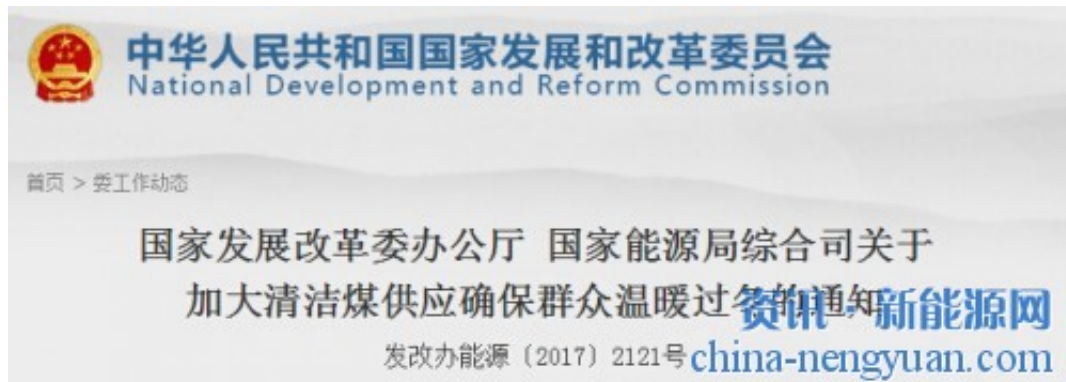 中华人民共和国国家发展和改革委员会
National Development and Reform Commission
首页 > 委工作动态
国家发展改革委办公厅 国家能源局综合司关于
加大清洁煤供应确保群众温暖过冬的通知
资讯·新能源网
发改办能源〔2017〕2121号
china-nengyuan.com